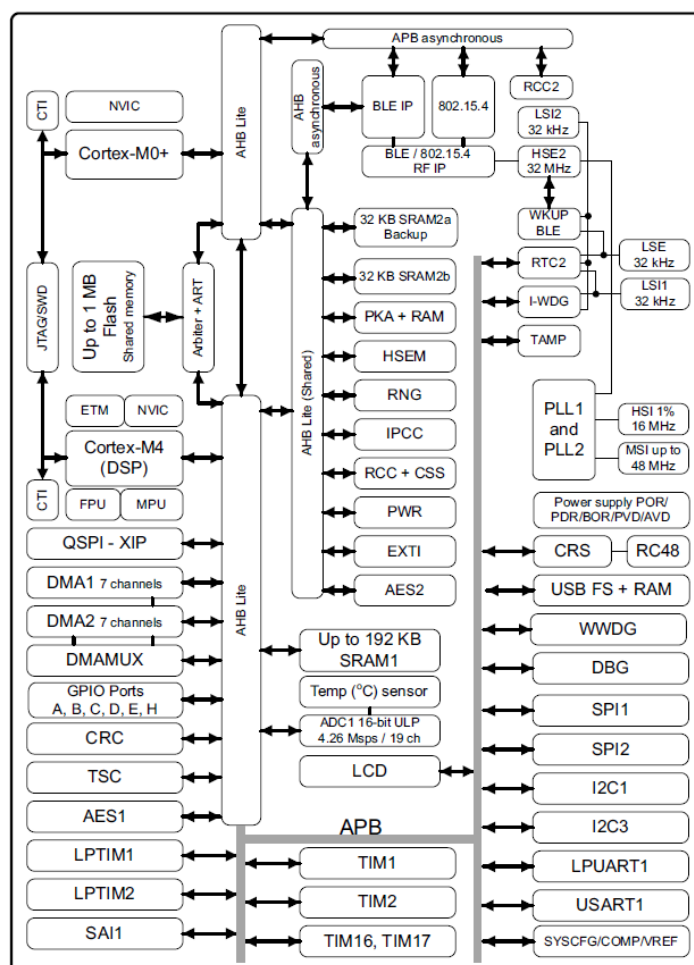 APB asynchronous
CTI
NVIC
AHB Lite
AHB
asynchronous
BLE IP
802.15.4
RCC2
LSI2
32 kHz
Cortex-M0+
BLE / 802.15.4
RF IP
HSE2
32 MHz
32 KB SRAM2a
Backup
WKUP
BLE
LSE
32 kHz
JTAG/SWD
Up to 1 MB
Flash
Shared memory
Arbiter + ART
AHB Lite (Shared)
32 KB SRAM2b
RTC2
LSI1
32 kHz
PKA + RAM
I-WDG
HSEM
TAMP
ETM
NVIC
RNG
PLL1
and
PLL2
HSI 1%
16 MHz
Cortex-M4
(DSP)
IPCC
MSI up to
48 MHz
CTI
FPU
MPU
RCC + CSS
PWR
Power supply POR/
PDR/BOR/PVD/AVD
QSPI - XIP
EXTI
CRS
RC48
DMA1 7 channels
AHB Lite
AES2
USB FS + RAM
DMA2 7 channels
WWDG
DMAMUX
Up to 192 KB
SRAM1
DBG
GPIO Ports
A, B, C, D, E, H
Temp (°C) sensor
SPI1
CRC
ADC1 16-bit ULP
4.26 Msps / 19 ch
SPI2
TSC
LCD
I2C1
AES1
APB
I2C3
LPTIM1
TIM1
LPUART1
LPTIM2
TIM2
USART1
SAI1
TIM16, TIM17
SYSCFG/COMP/VREF